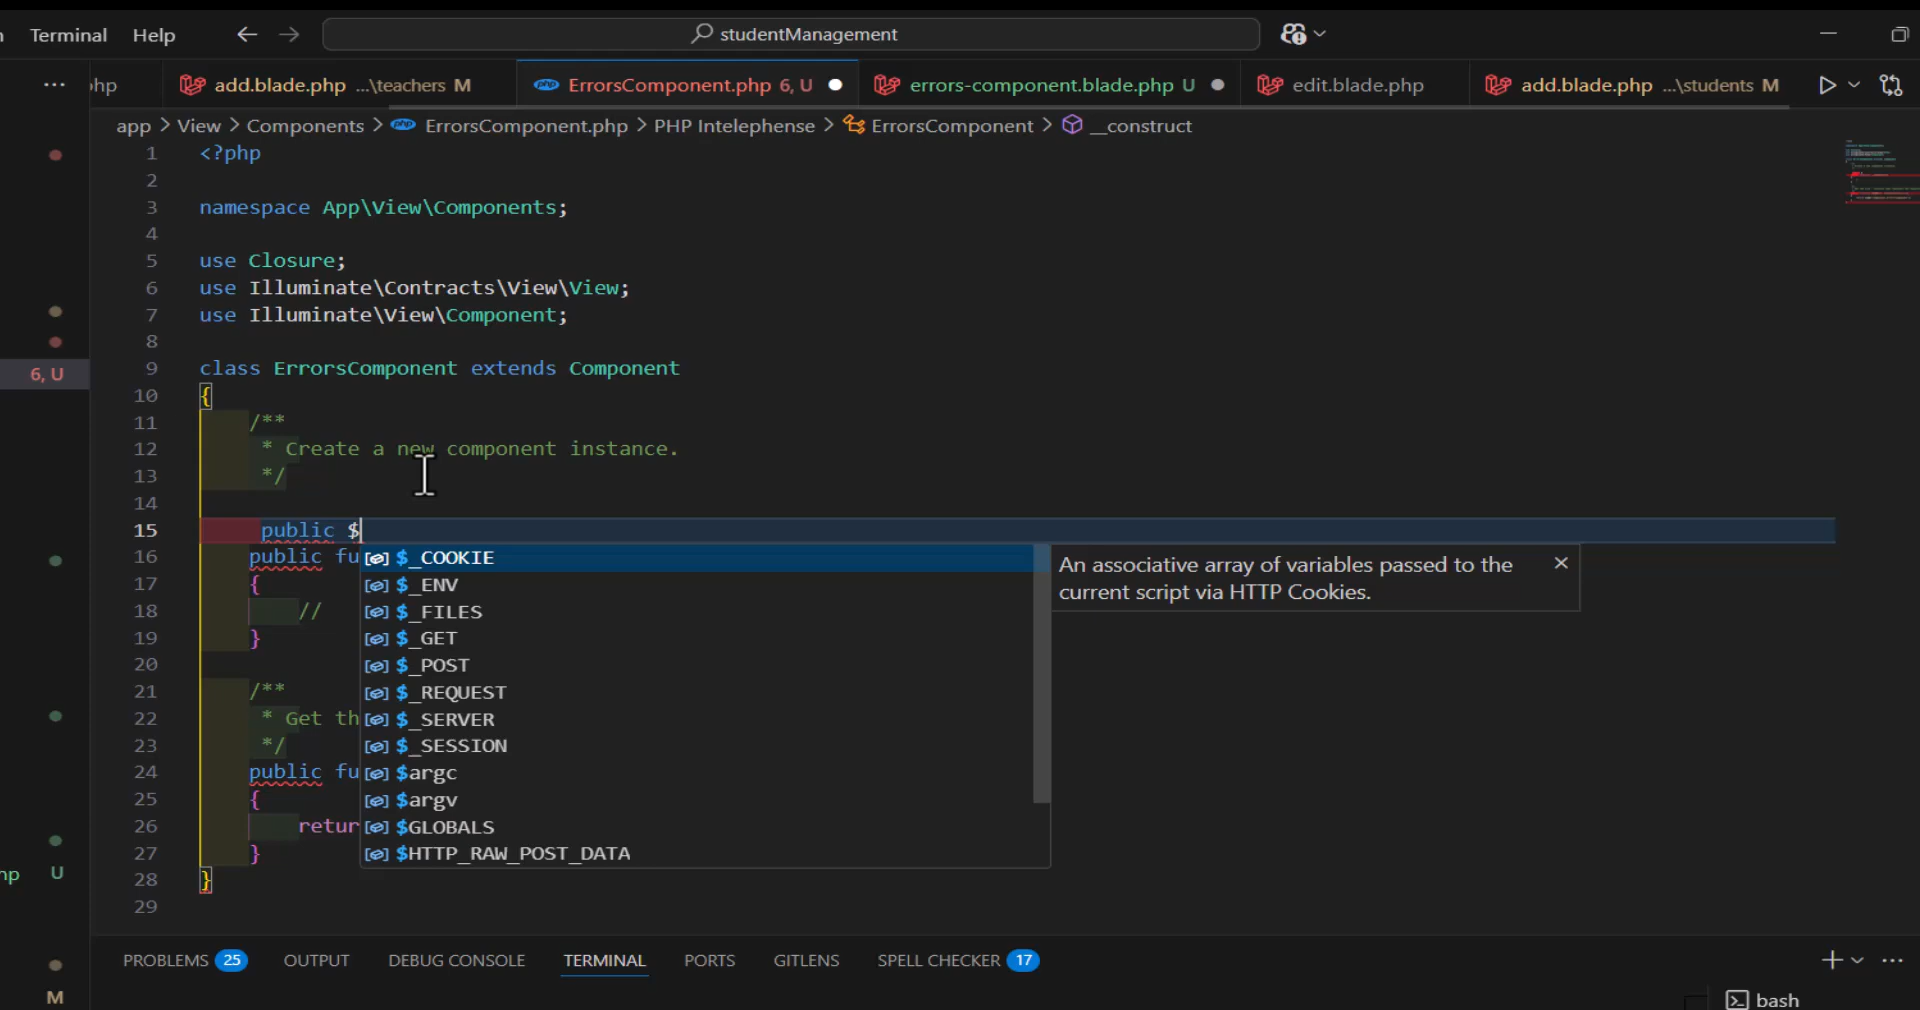 Terminal Help studentManagement
hp add.blade.php ...\teachers M ErrorsComponent.php 6, U errors-component.blade.php U edit.blade.php add.blade.php ...\students M
app > View > Components > ErrorsComponent.php > PHP Intelephense > ErrorsComponent > __construct
1 <?php
2
3 namespace App\View\Components;
4
5 use Closure;
6 use Illuminate\Contracts\View\View;
7 use Illuminate\View\Component;
8
9 class ErrorsComponent extends Component
6, U
10 {
11 /**
12 * Create a new component instance.
13 */
14
15 public $
16 public fu $_COOKIE An associative array of variables passed to the
17 { $_ENV current script via HTTP Cookies.
18 // $_FILES
19 } $_GET
20 $_POST
21 /** $_REQUEST
22 * Get th $_SERVER
23 */ $_SESSION
24 public fu $argc
25 { $argv
26 retur $GLOBALS
27 } $HTTP_RAW_POST_DATA
mp U
28 }
29
PROBLEMS 25 OUTPUT DEBUG CONSOLE TERMINAL PORTS GITLENS SPELL CHECKER 17
M bash